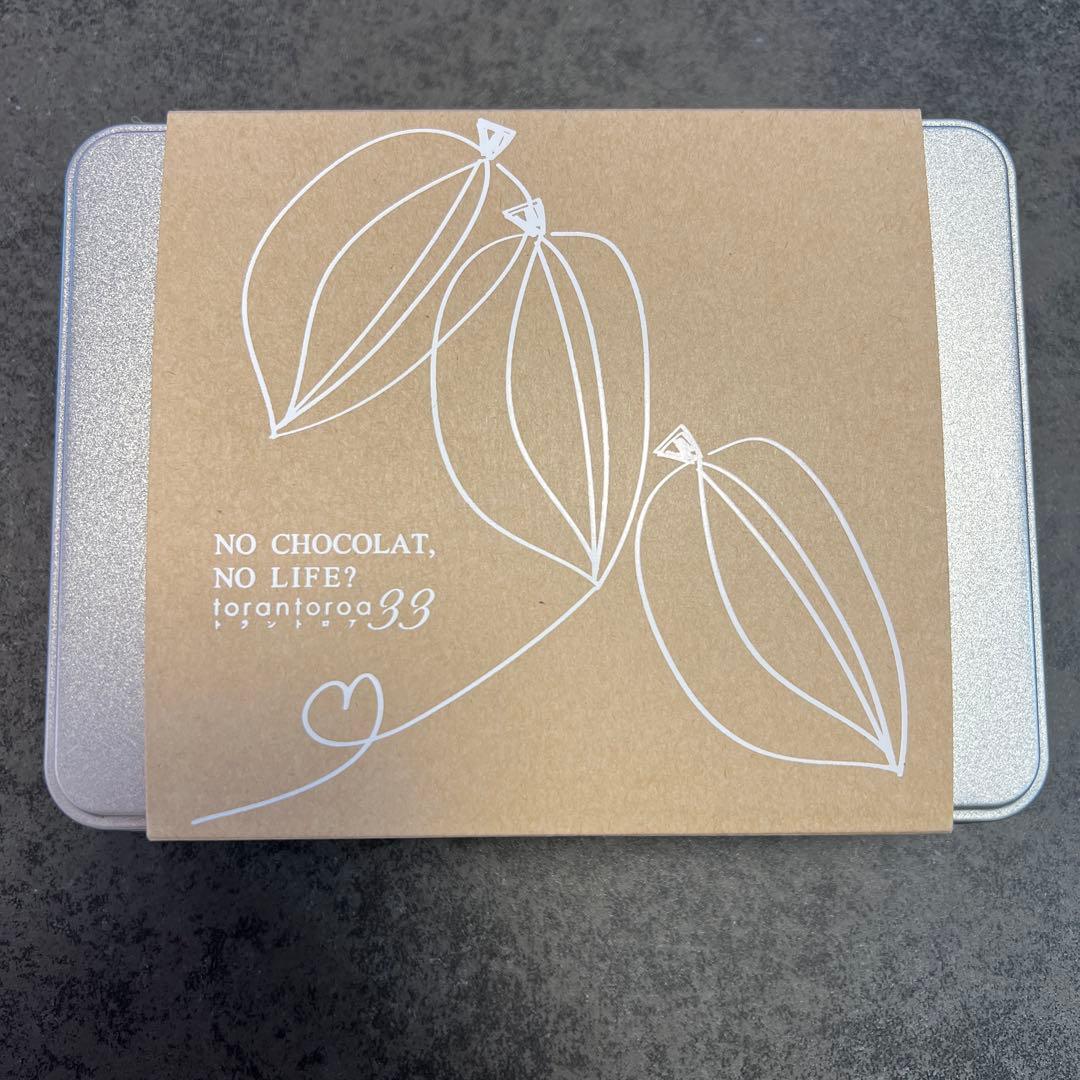 NO CHOCOLAT,
NO LIFE?
torantoroa33
トラントロア